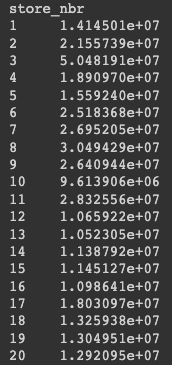 store_nbr
1 1.414501e+07
2 2.155739e+07
3 5.048191e+07
4 1.890970e+07
5 1.559240e+07
6 2.518368e+07
7 2.695205e+07
8 3.049429e+07
9 2.640944e+07
10 9.613906e+06
11 2.832556e+07
12 1.065922e+07
13 1.052305e+07
14 1.138792e+07
15 1.145127e+07
16 1.098641e+07
17 1.803097e+07
18 1.325938e+07
19 1.304951e+07
20 1.292095e+07